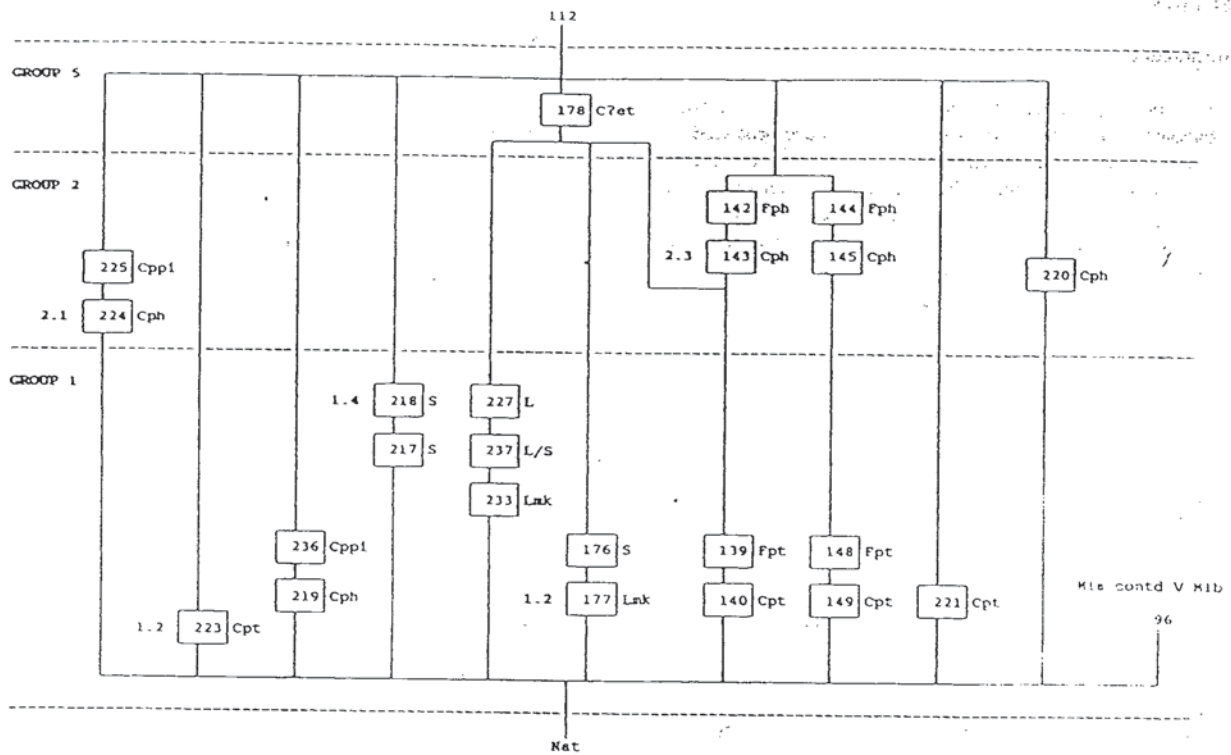 112
GROUP 5
178 C?et
GROUP 2
142 Fph 144 Fph
225 Cpp1 2.3 143 Cph 145 Cph 220 Cph
2.1 224 Cph
GROUP 1
1.4 218 S 227 L
217 S 237 L/S
233 Lmk
236 Cpp1 176 S 139 Fpt 148 Fpt
219 Cph 1.2 177 Lmk 140 Cpt 149 Cpt 221 Cpt contd V M1b
1.2 223 Cpt 96
Nat